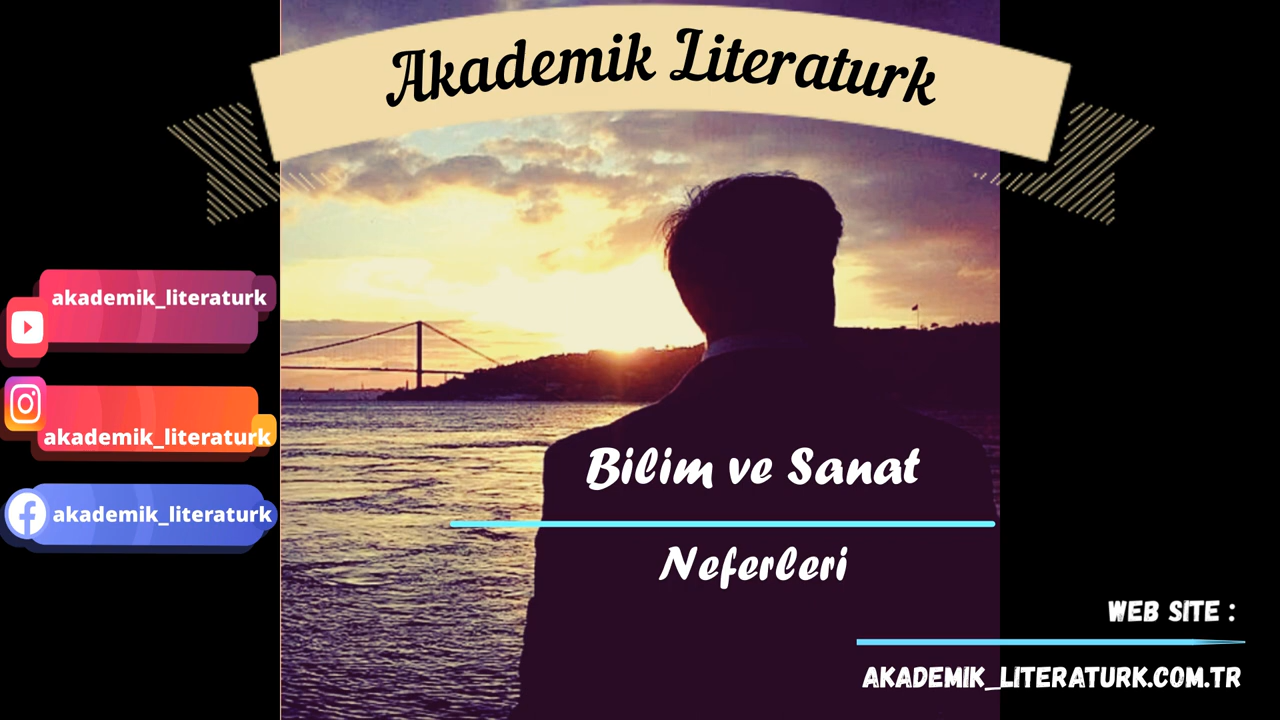 Akademik Literaturk
akademik_literaturk
akademik_literaturk
akademik_literaturk
Bilim ve Sanat
Neferleri
WEB SITE :
AKADEMIK_LITERATURK.COM.TR